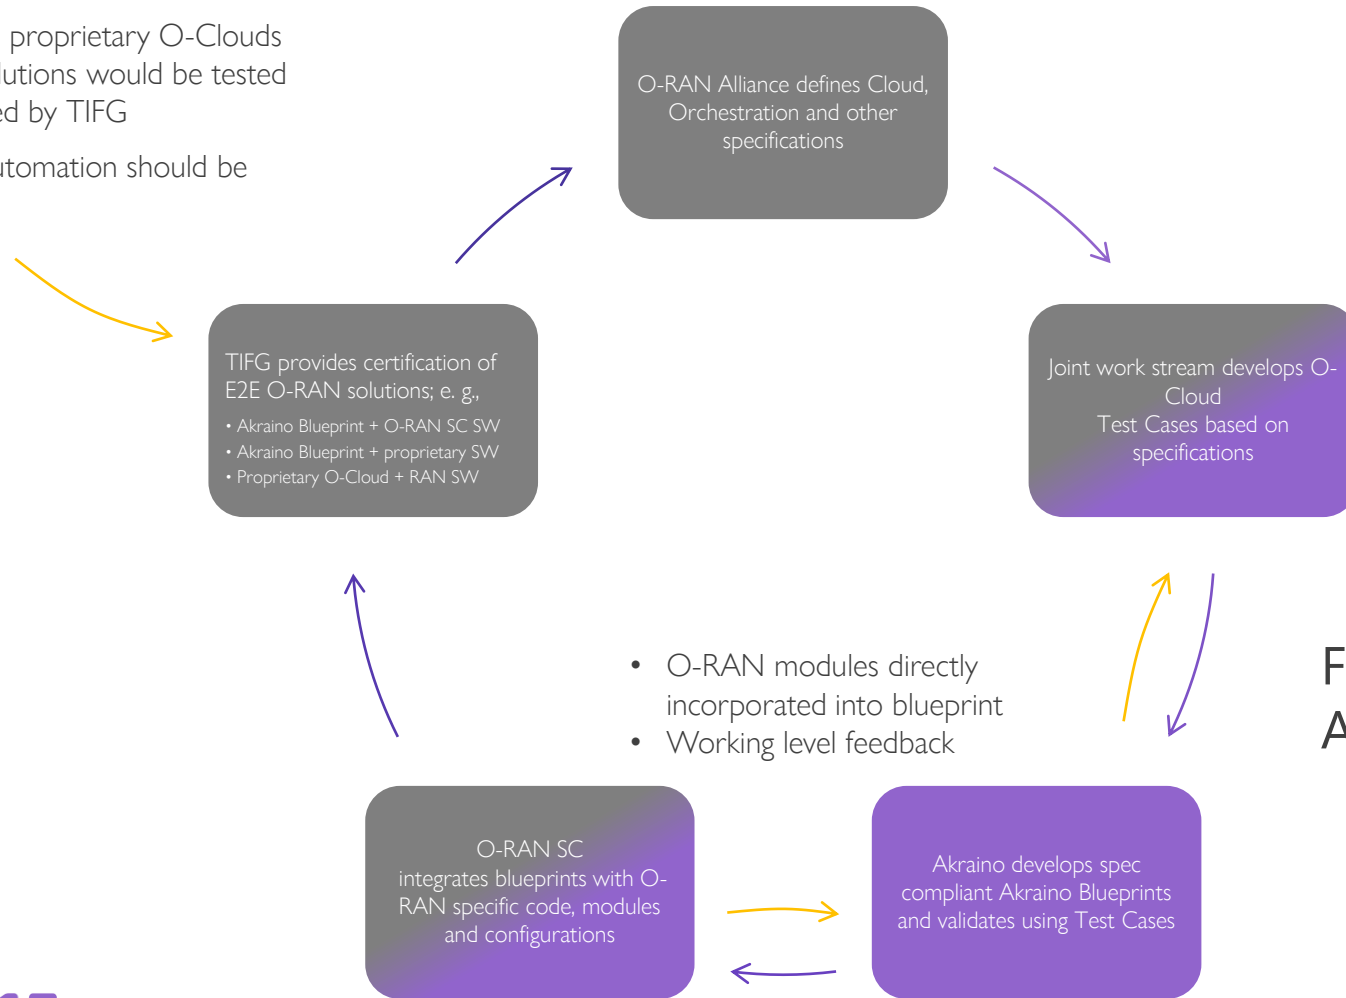 proprietary O-Clouds
lutions would be tested
ed by TIFG
utomation should be
O-RAN Alliance defines Cloud,
Orchestration and other
specifications
TIFG provides certification of
E2E O-RAN solutions; e. g.,
• Akraino Blueprint + O-RAN SC SW
• Akraino Blueprint + proprietary SW
• Proprietary O-Cloud + RAN SW
Joint work stream develops O-
Cloud
Test Cases based on
specifications
• O-RAN modules directly
incorporated into blueprint
• Working level feedback
F
A
O-RAN SC
integrates blueprints with O-
RAN specific code, modules
and configurations
Akraino develops spec
compliant Akraino Blueprints
and validates using Test Cases